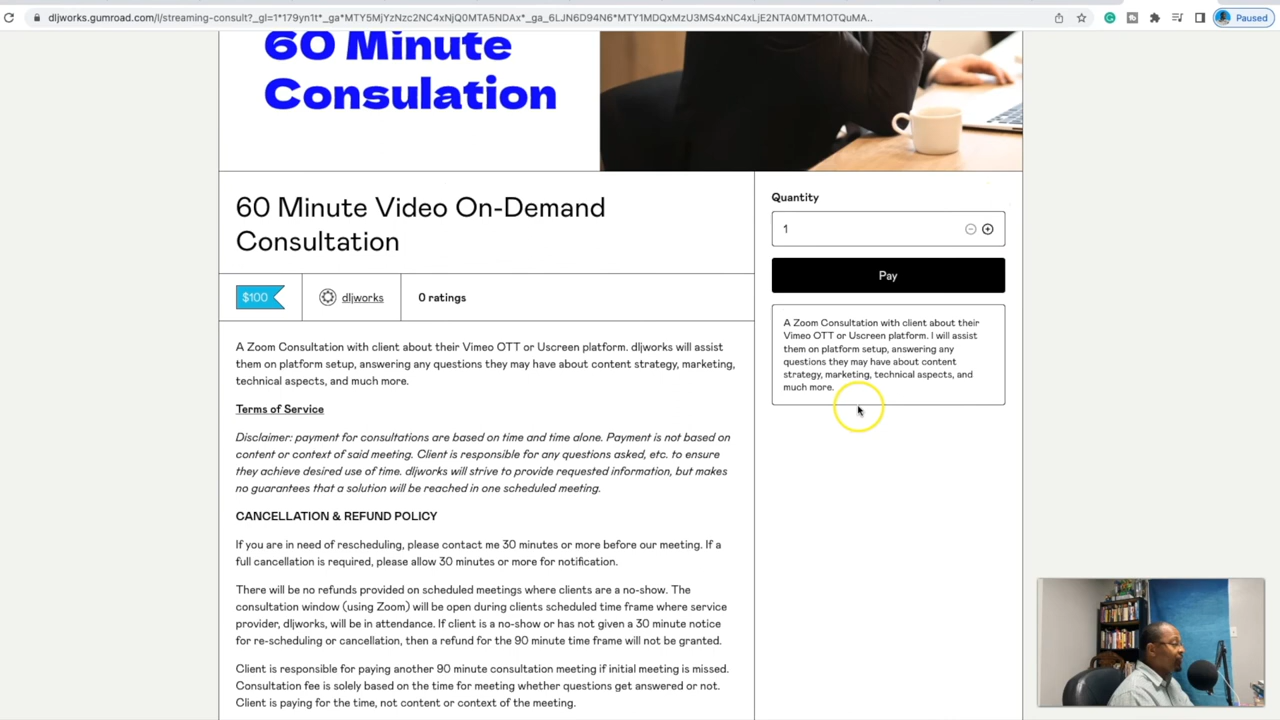 dljworks.gumroad.com/l/streaming-consult?_gl=1*179yn1t*_ga*MTY5MjYzNzc2NC4xNjQ0MTA5NDAx*_ga_6LJN6D94N6*MTY1MDQxMzU3MS4xNC4xLjE2NTA0MTM1OTQuMA..
Paused
60 Minute
Consulation
60 Minute Video On-Demand
Consultation
$100
dljworks
0 ratings
A Zoom Consultation with client about their Vimeo OTT or Uscreen platform. dljworks will assist
them on platform setup, answering any questions they may have about content strategy, marketing,
technical aspects, and much more.
Terms of Service
Disclaimer: payment for consultations are based on time and time alone. Payment is not based on
content or context of said meeting. Client is responsible for any questions asked, etc. to ensure
they achieve desired use of time. dljworks will strive to provide requested information, but makes
no guarantees that a solution will be reached in one scheduled meeting.
CANCELLATION & REFUND POLICY
If you are in need of rescheduling, please contact me 30 minutes or more before our meeting. If a
full cancellation is required, please allow 30 minutes or more for notification.
There will be no refunds provided on scheduled meetings where clients are a no-show. The
consultation window (using Zoom) will be open during clients scheduled time frame where service
provider, dljworks, will be in attendance. If client is a no-show or has not given a 30 minute notice
for re-scheduling or cancellation, then a refund for the 90 minute time frame will not be granted.
Client is responsible for paying another 90 minute consultation meeting if initial meeting is missed.
Consultation fee is solely based on the time for meeting whether questions get answered or not.
Client is paying for the time, not content or context of the meeting.
Quantity
1
Pay
A Zoom Consultation with client about their
Vimeo OTT or Uscreen platform. I will assist
them on platform setup, answering any
questions they may have about content
strategy, marketing, technical aspects, and
much more.